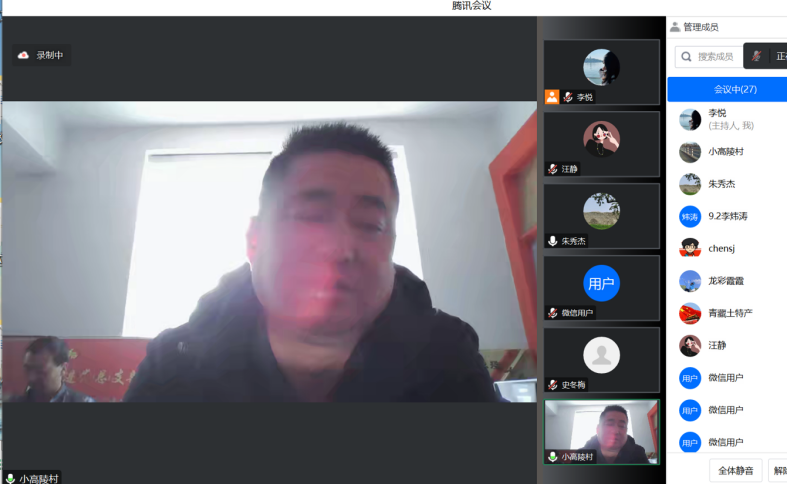 腾讯会议
录制中
李悦
汪静
朱秀杰
用户
微信用户
史冬梅
小高陵村
小高陵村
管理成员
搜索成员
会议中(27)
李悦
(主持人, 我)
小高陵村
朱秀杰
炜涛
9.2李炜涛
chensj
龙彩霞霞
青藏土特产
汪静
用户
微信用户
用户
微信用户
用户
微信用户
全体静音